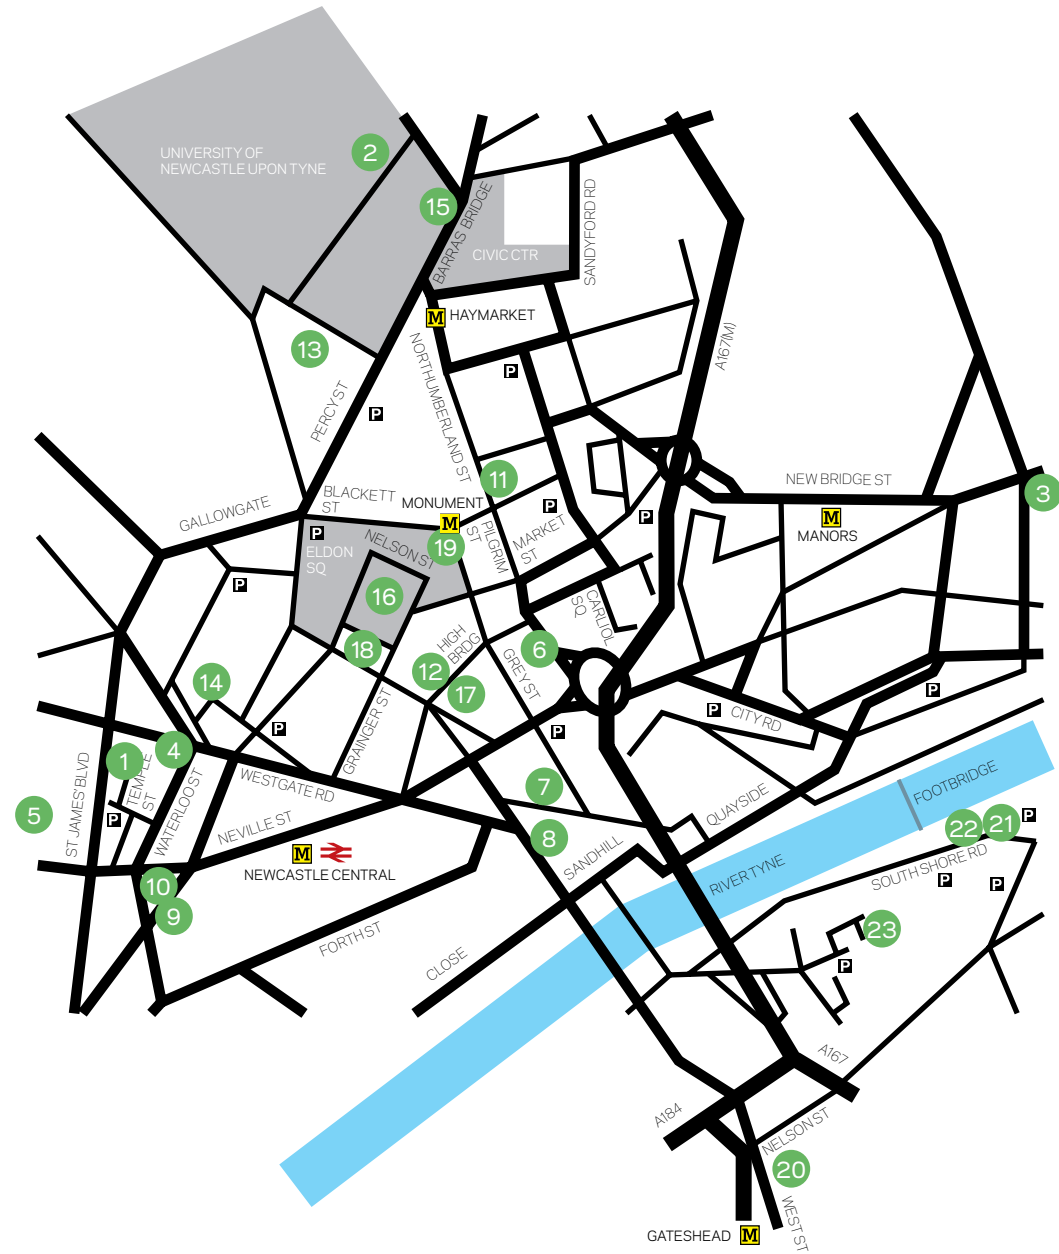 2
UNIVERSITY OF
NEWCASTLE UPON TYNE
15
BARRAS BRIDGE
SANDYFORD RD
CIVIC CTR
M HAYMARKET
A167(M)
13
NORTHUMBERLAND ST
P
PERCY ST
P
11
NEW BRIDGE ST
3
BLACKETT
ST
MONUMENT
M
GALLOWGATE
P
P
M
MANORS
P
ELDON
SQ
NELSON ST
19
PILGRIM
ST
MARKET
ST
P
16
CARLIOL
SQ
HIGH
BRDG
18
6
GREY ST
12
17
14
P
P
P
CITY RD
P
GRAINGER ST
4
1
TEMPLE
ST
ST JAMES' BLVD
WESTGATE RD
7
QUAYSIDE
FOOTBRIDGE
5
P
WATERLOO ST
NEVILLE ST
8
SANDHILL
22
21
P
M
NEWCASTLE CENTRAL
RIVER TYNE
SOUTH SHORE RD
P
P
10
9
FORTH ST
CLOSE
23
P
A167
A184
NELSON ST
20
WEST ST
GATESHEAD M